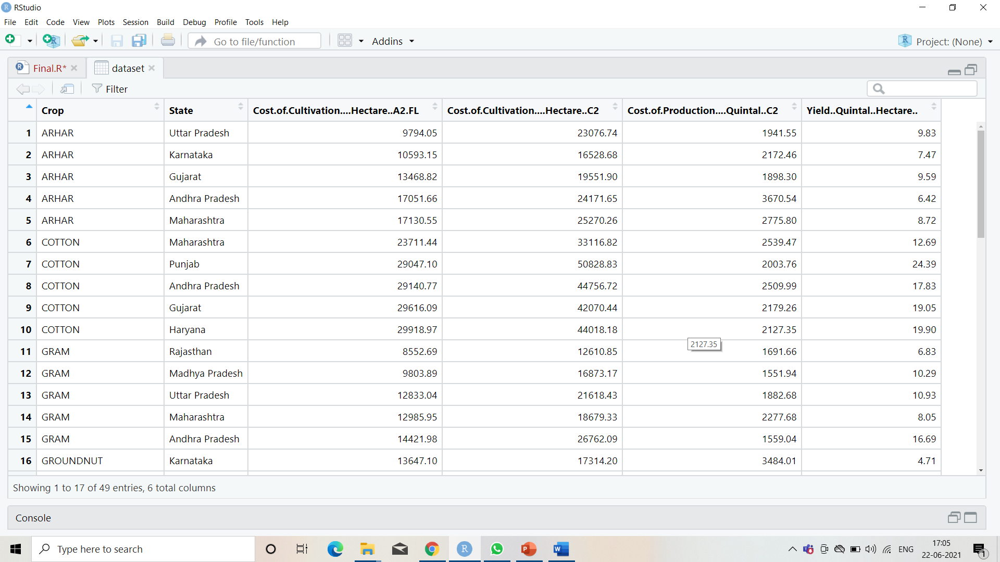 RStudio
File Edit Code View Plots Session Build Debug Profile Tools Help
Go to file/function Addins Project: (None)
Final.R* dataset
Filter
Crop State Cost.of.Cultivation....Hectare..A2.FL Cost.of.Cultivation....Hectare..C2 Cost.of.Production....Quintal..C2 Yield..Quintal..Hectare..
1 ARHAR Uttar Pradesh 9794.05 23076.74 1941.55 9.83
2 ARHAR Karnataka 10593.15 16528.68 2172.46 7.47
3 ARHAR Gujarat 13468.82 19551.90 1898.30 9.59
4 ARHAR Andhra Pradesh 17051.66 24171.65 3670.54 6.42
5 ARHAR Maharashtra 17130.55 25270.26 2775.80 8.72
6 COTTON Maharashtra 23711.44 33116.82 2539.47 12.69
7 COTTON Punjab 29047.10 50828.83 2003.76 24.39
8 COTTON Andhra Pradesh 29140.77 44756.72 2509.99 17.83
9 COTTON Gujarat 29616.09 42070.44 2179.26 19.05
10 COTTON Haryana 29918.97 44018.18 2127.35 19.90
2127.35
11 GRAM Rajasthan 8552.69 12610.85 1691.66 6.83
12 GRAM Madhya Pradesh 9803.89 16873.17 1551.94 10.29
13 GRAM Uttar Pradesh 12833.04 21618.43 1882.68 10.93
14 GRAM Maharashtra 12985.95 18679.33 2277.68 8.05
15 GRAM Andhra Pradesh 14421.98 26762.09 1559.04 16.69
16 GROUNDNUT Karnataka 13647.10 17314.20 3484.01 4.71
Showing 1 to 17 of 49 entries, 6 total columns
Console
Type here to search
ENG
17:05
22-06-2021
1